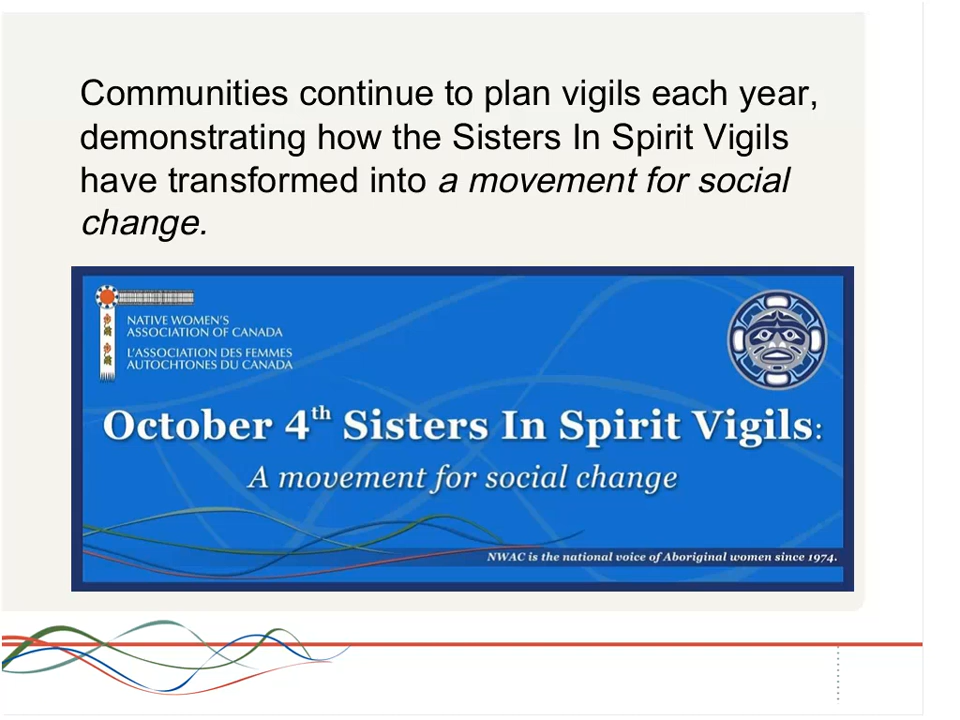 Communities continue to plan vigils each year,
demonstrating how the Sisters In Spirit Vigils
have transformed into a movement for social
change.
NATIVE WOMEN'S
ASSOCIATION OF CANADA
L'ASSOCIATION DES FEMMES
AUTOCHTONES DU CANADA
October 4th Sisters In Spirit Vigils:
A movement for social change
NWAC is the national voice of Aboriginal women since 1974.